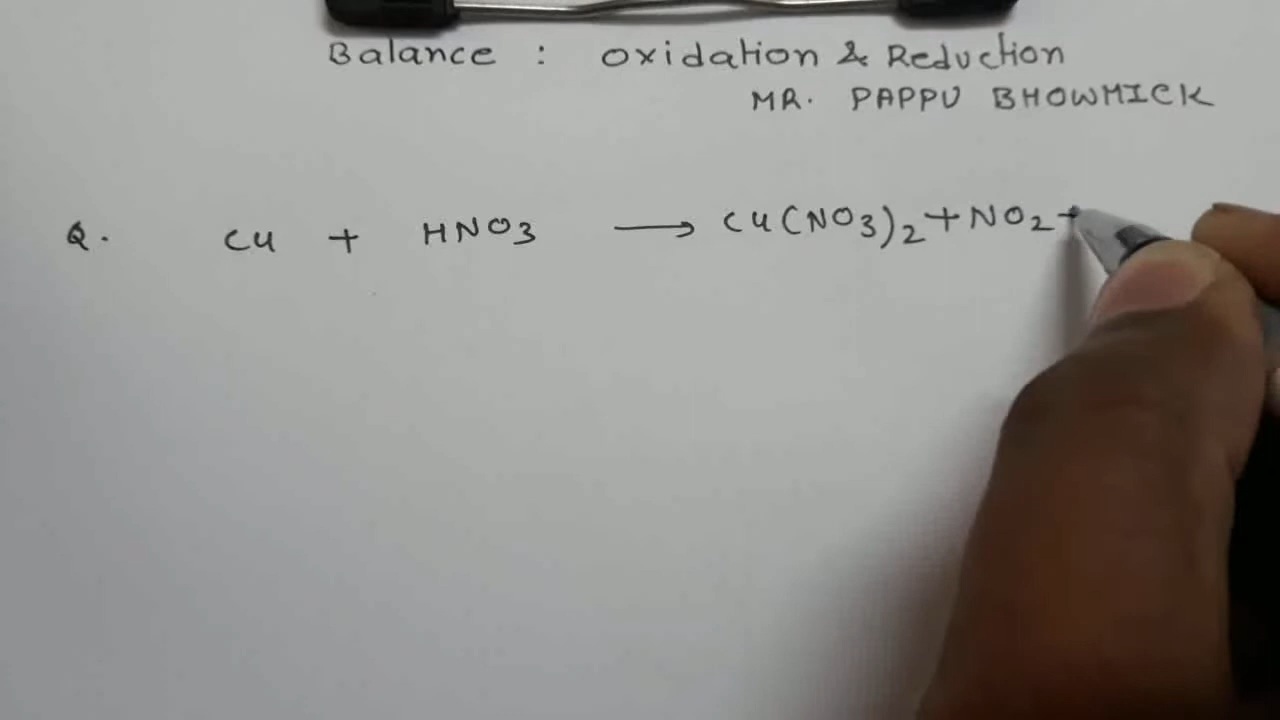 Balance : Oxidation & Reduction
MR. PAPPU BHOWMICK
Q. Cu + HNO3 → Cu(NO3)2 + NO2 +